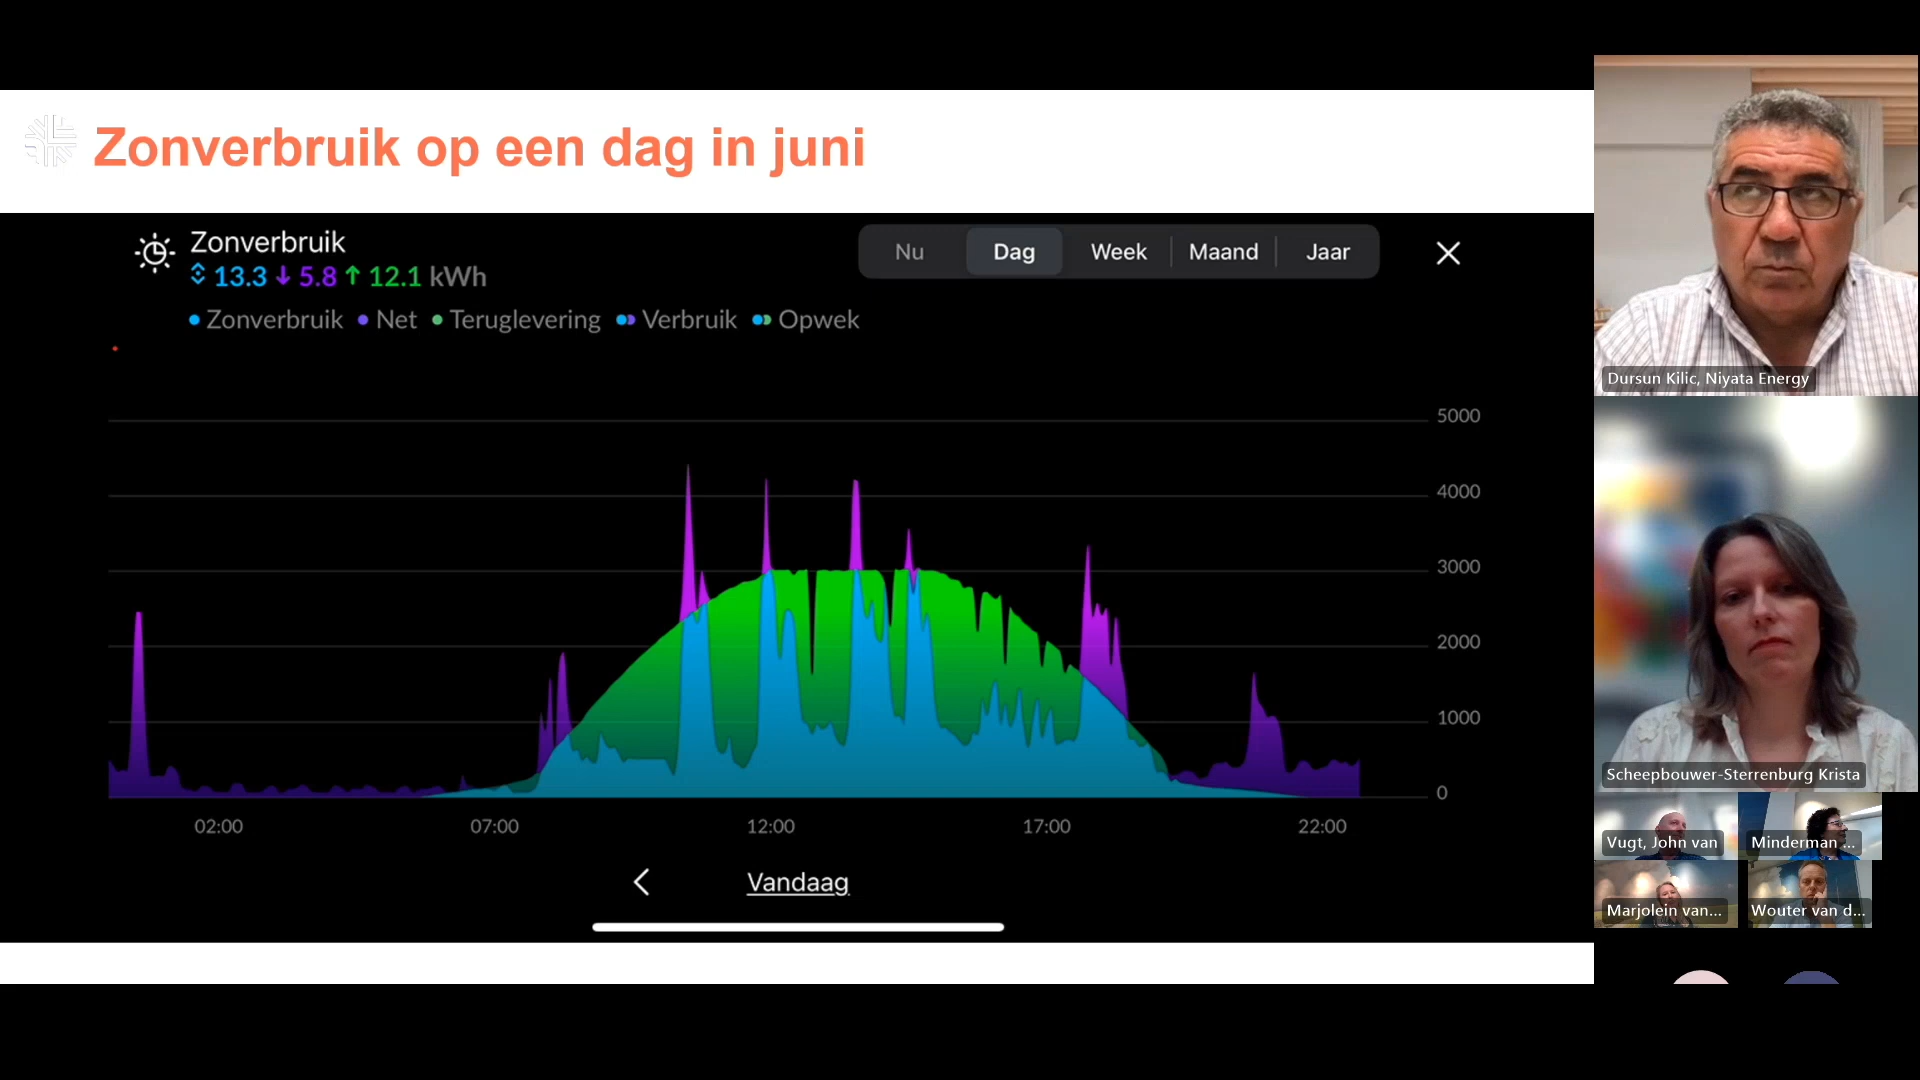 Zonverbruik op een dag in juni
Zonverbruik
13.3 ↓ 5.8 ↑ 12.1 kWh
Nu Dag Week Maand Jaar
Zonverbruik Net Teruglevering Verbruik Opwek
5000
4000
3000
2000
1000
0
02:00 07:00 12:00 17:00 22:00
Vandaag
Dursun Kilic, Niyata Energy
Scheepbouwer-Sterrenburg Krista
Vugt, John van
Minderman ...
Marjolein van...
Wouter van d...